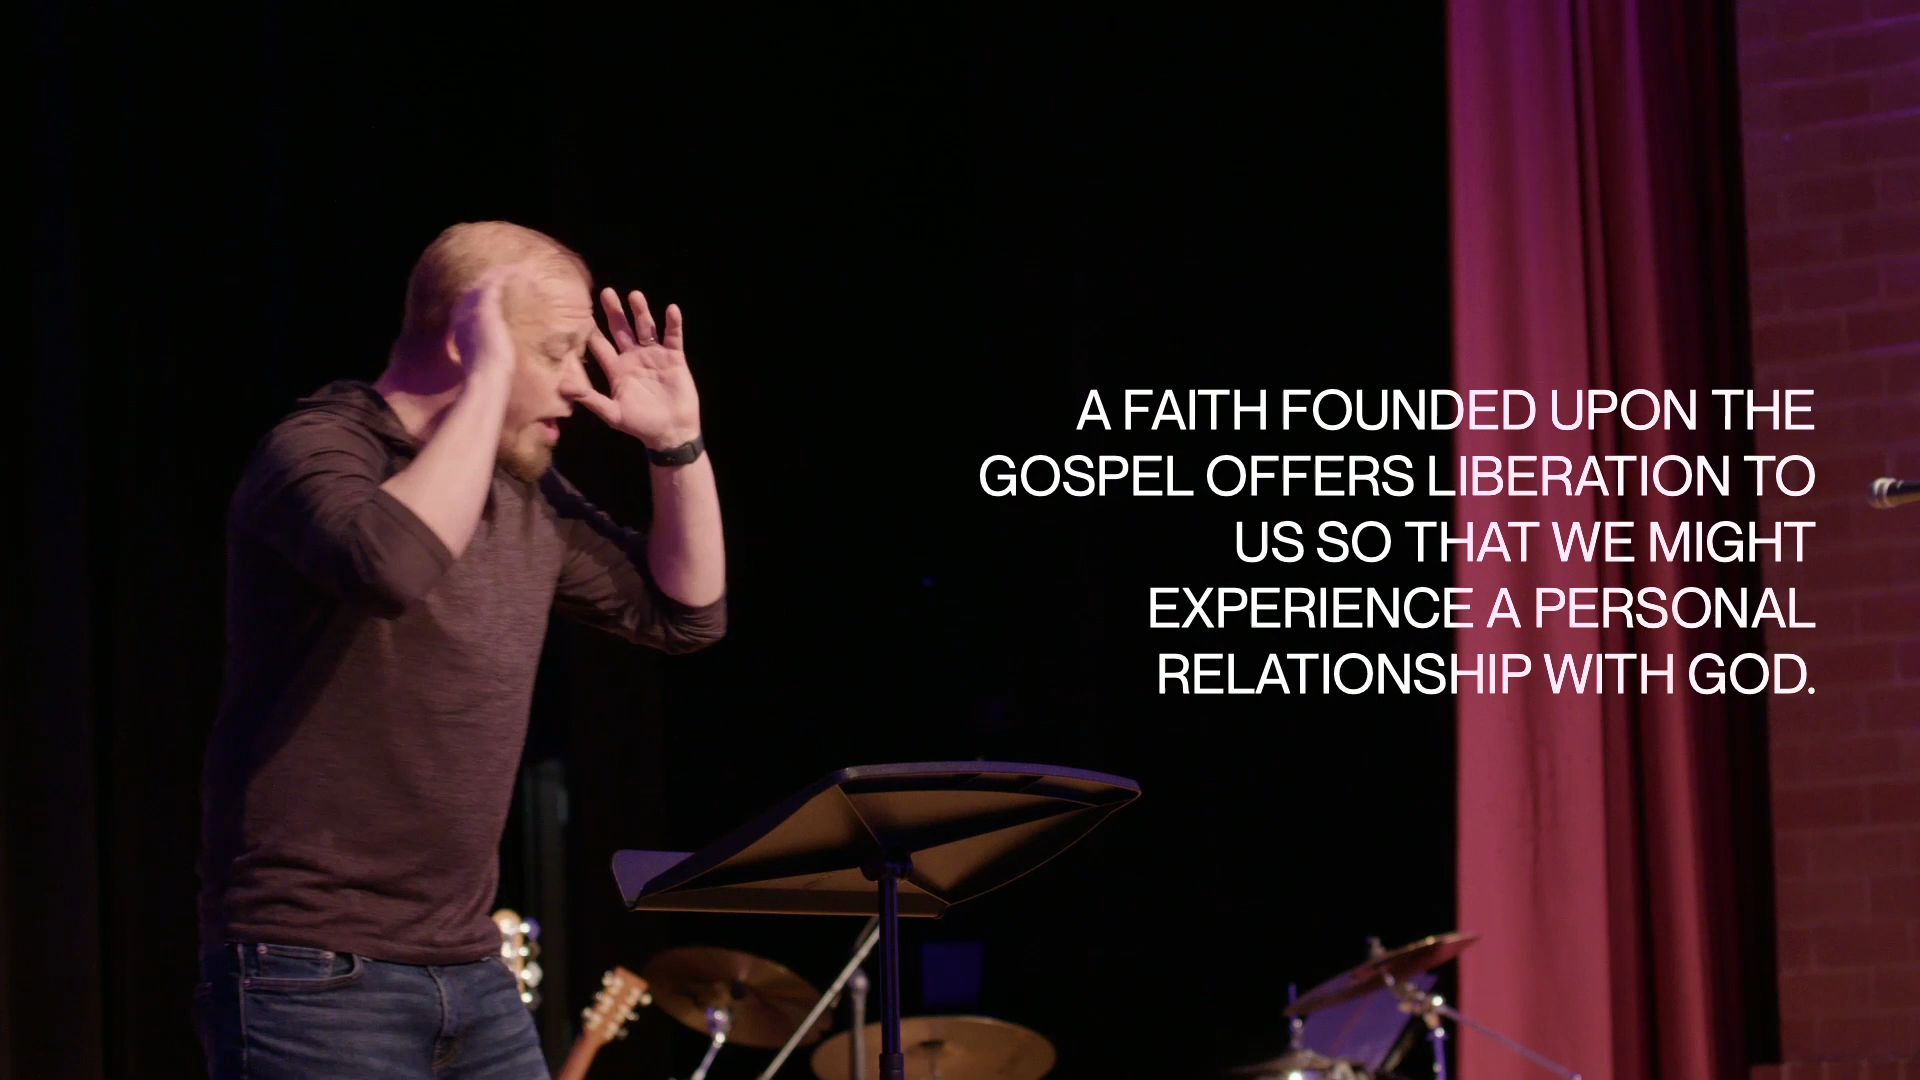 A FAITH FOUNDED UPON THE
GOSPEL OFFERS LIBERATION TO
US SO THAT WE MIGHT
EXPERIENCE A PERSONAL
RELATIONSHIP WITH GOD.